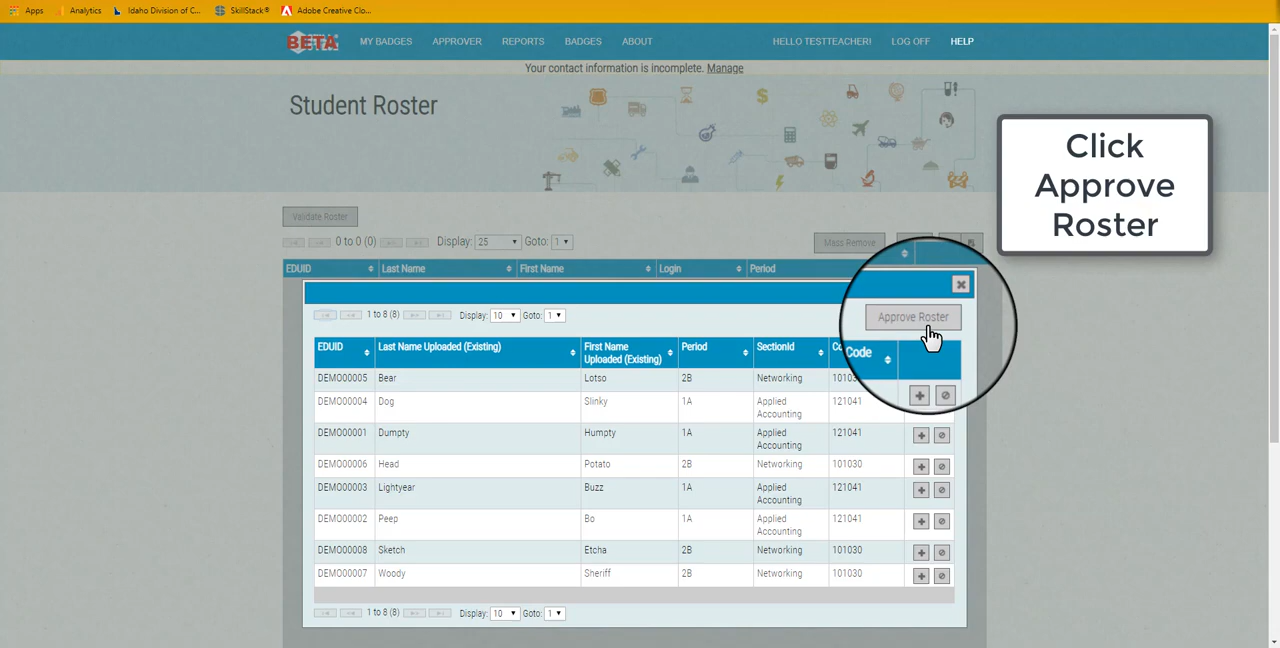 Apps Analytics Idaho Division of C... SkillStack® Adobe Creative Clo...
BETA MY BADGES APPROVER REPORTS BADGES ABOUT HELLO TESTTEACHER! LOG OFF HELP
Your contact information is incomplete. Manage
Student Roster
Click
Approve
Roster
Validate Roster
0 to 0 (0) Display: 25 Goto: 1 Mass Remove
EDUID Last Name First Name Login Period
Approve Roster
1 to 8 (8) Display: 10 Goto: 1
EDUID Last Name Uploaded (Existing) First Name Uploaded (Existing) Period SectionId Code
DEMO00005 Bear Lotso 2B Networking 101030
DEMO00004 Dog Slinky 1A Applied Accounting 121041
DEMO00001 Dumpty Humpty 1A Applied Accounting 121041
DEMO00006 Head Potato 2B Networking 101030
DEMO00003 Lightyear Buzz 1A Applied Accounting 121041
DEMO00002 Peep Bo 1A Applied Accounting 121041
DEMO00008 Sketch Etcha 2B Networking 101030
DEMO00007 Woody Sheriff 2B Networking 101030
1 to 8 (8) Display: 10 Goto: 1